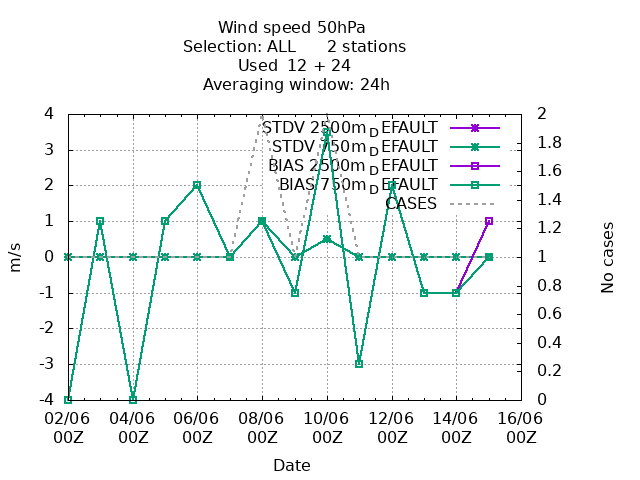 Wind speed 50hPa
Selection: ALL 2 stations
Used 12 + 24
Averaging window: 24h
4
3
2
1
0
-1
-2
-3
-4
m/s
2
1.8
1.6
1.4
1.2
1
0.8
0.6
0.4
0.2
0
No cases
STDV 2500m_DEFAULT
STDV 750m_DEFAULT
BIAS 2500m_DEFAULT
BIAS 750m_DEFAULT
CASES
02/06 04/06 06/06 08/06 10/06 12/06 14/06 16/06
00Z 00Z 00Z 00Z 00Z 00Z 00Z 00Z
Date